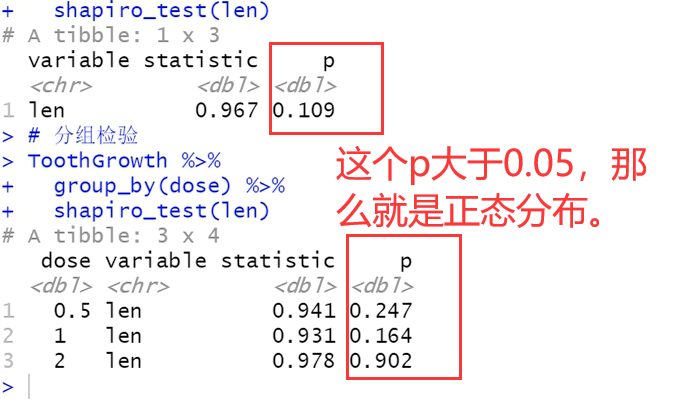 +   shapiro_test(len)
# A tibble: 1 x 3
  variable statistic     p
  <chr>        <dbl> <dbl>
1 len          0.967 0.109
> # 分组检验
> ToothGrowth %>%
+   group_by(dose) %>%
+   shapiro_test(len)
这个p大于0.05，那
么就是正态分布。
# A tibble: 3 x 4
   dose variable statistic     p
  <dbl> <chr>        <dbl> <dbl>
1   0.5 len          0.941 0.247
2   1   len          0.931 0.164
3   2   len          0.978 0.902
>